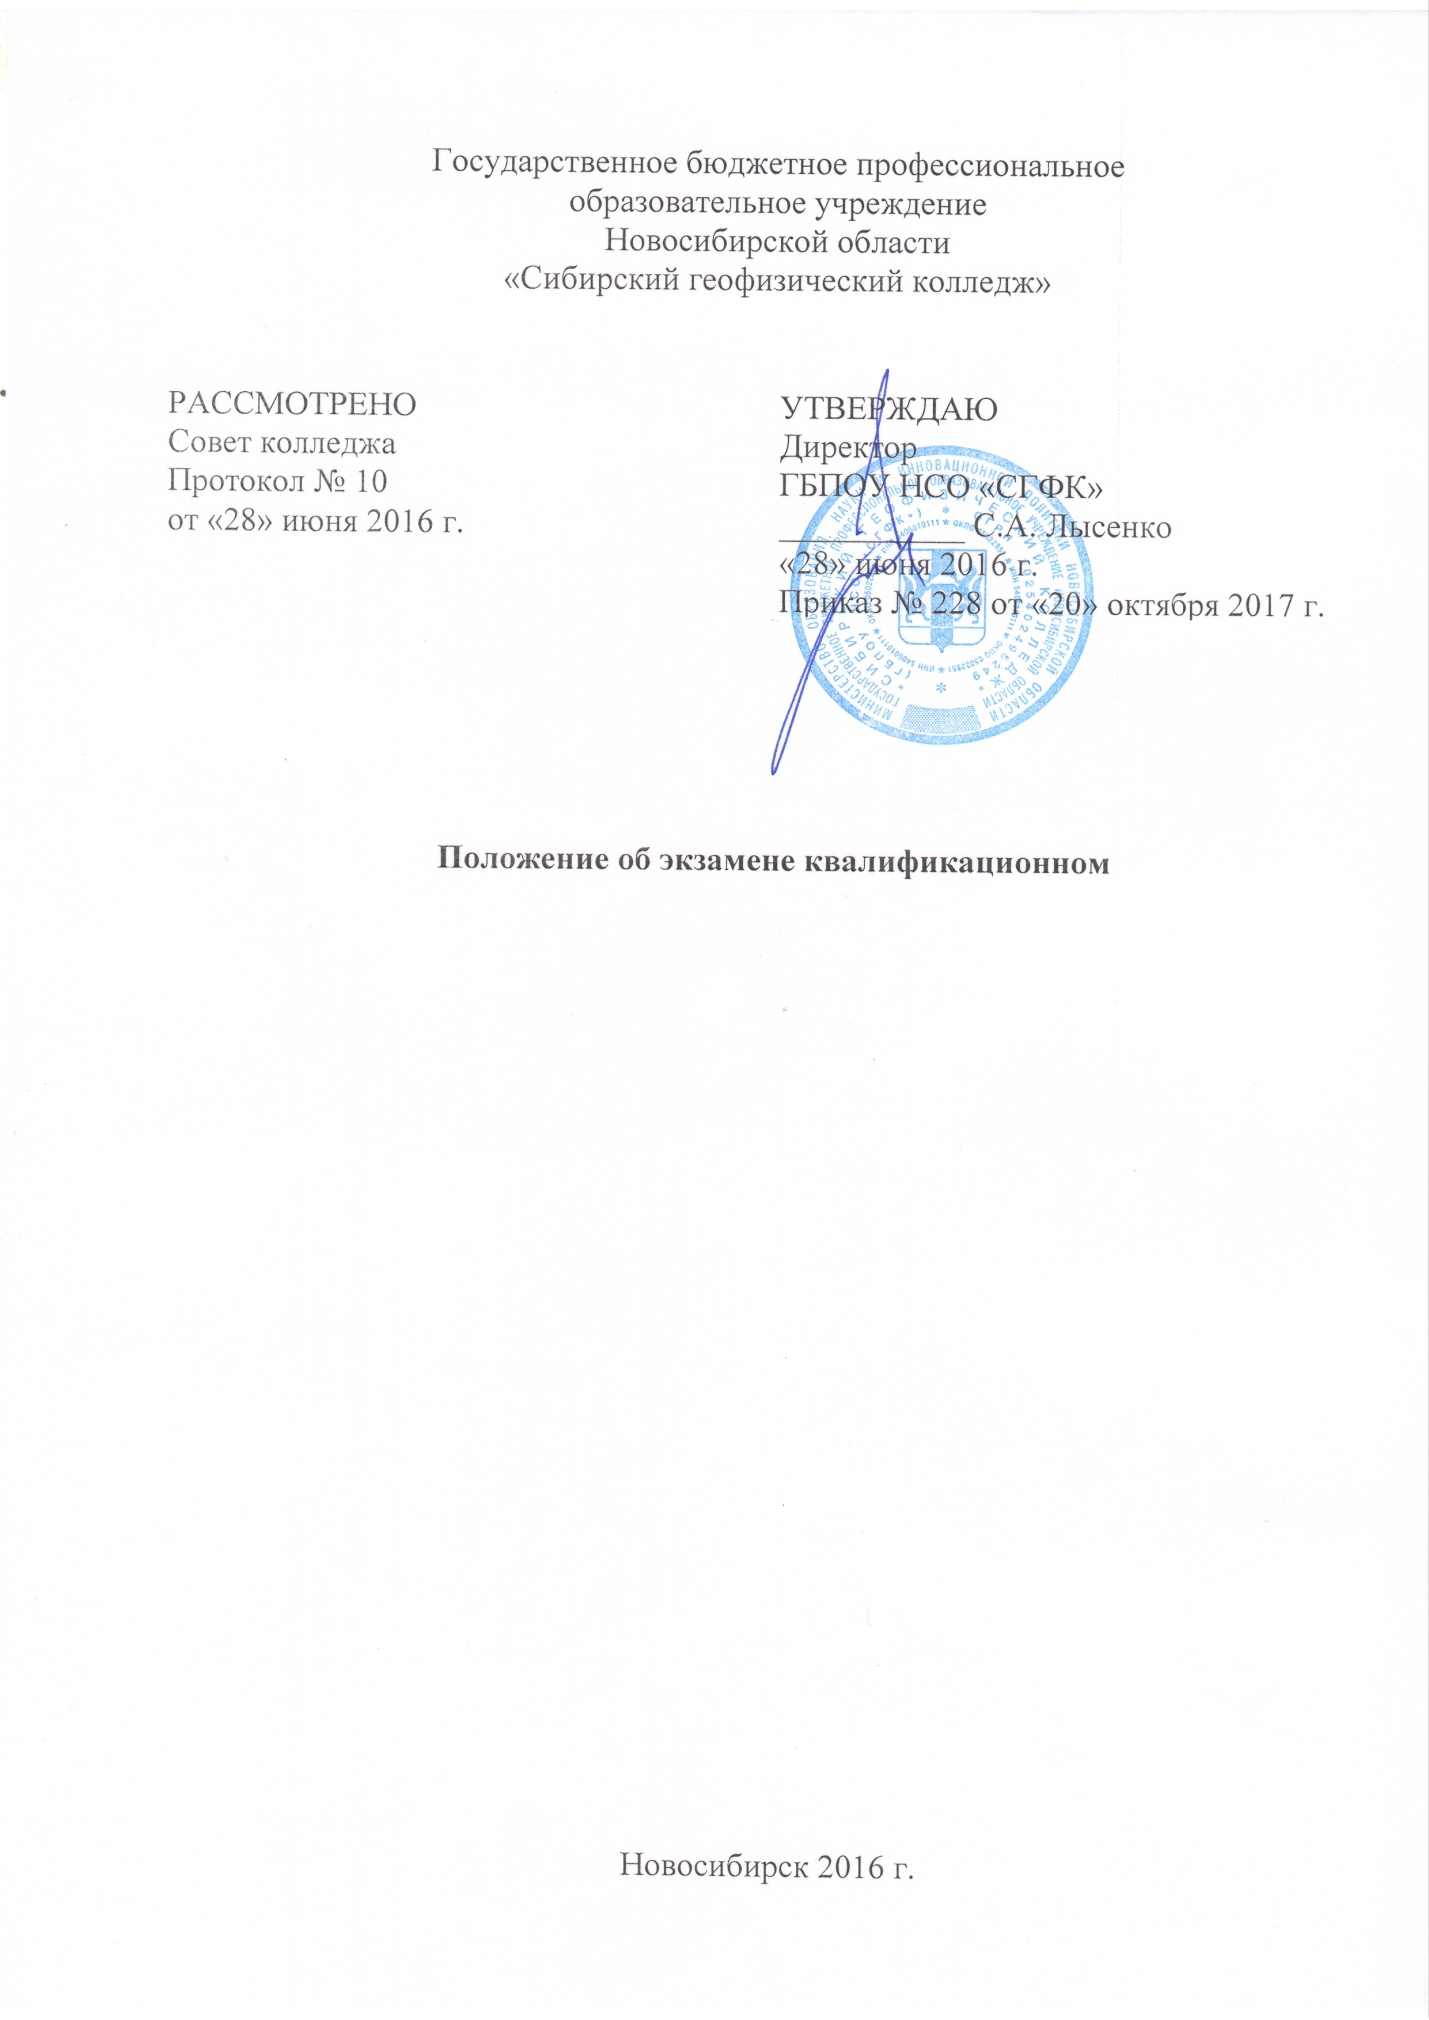 Государственное бюджетное профессиональное
образовательное учреждение
Новосибирской области
«Сибирский геофизический колледж»
РАССМОТРЕНО
Совет колледжа
Протокол № 10
от «28» июня 2016 г.
УТВЕРЖДАЮ
Директор
ГБПОУ НСО «СГФК»
___________ С.А. Лысенко
«28» июня 2016 г.
Приказ № 228 от «20» октября 2017 г.
Положение об экзамене квалификационном
Новосибирск 2016 г.